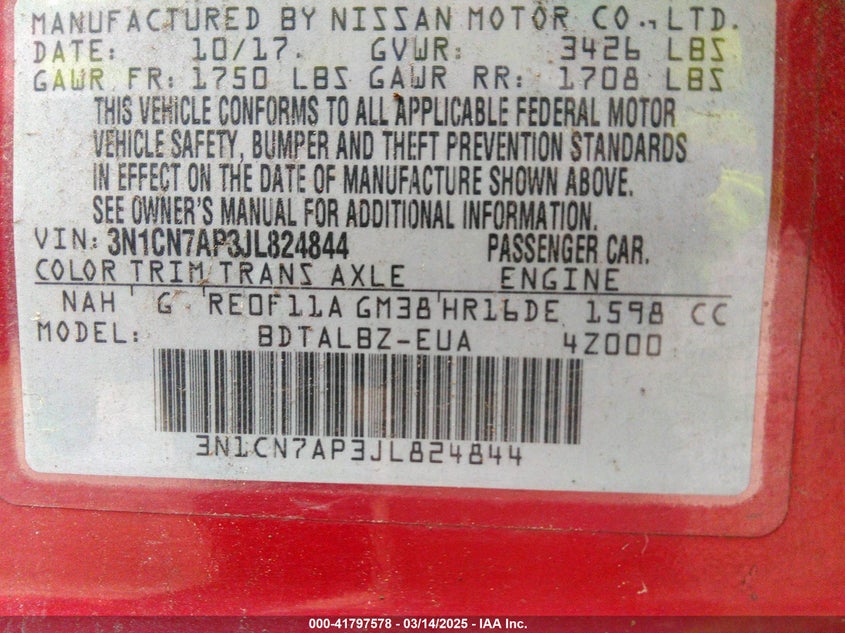 MANUFACTURED BY NISSAN MOTOR CO., LTD.
DATE: 10/17. GVWR: 3426 LBS
GAWR FR: 1750 LBS GAWR RR: 1708 LBS
THIS VEHICLE CONFORMS TO ALL APPLICABLE FEDERAL MOTOR
VEHICLE SAFETY, BUMPER AND THEFT PREVENTION STANDARDS
IN EFFECT ON THE DATE OF MANUFACTURE SHOWN ABOVE.
SEE OWNER'S MANUAL FOR ADDITIONAL INFORMATION.
VIN: 3N1CN7AP3JL824844 PASSENGER CAR.
COLOR TRIM TRANS AXLE ENGINE
NAH G RE0F11A GM38 HR16DE 1598 CC
MODEL: BDTALBZ-EUA 4Z000
3N1CN7AP3JL824844
000-41797578 - 03/14/2025 - IAA Inc.